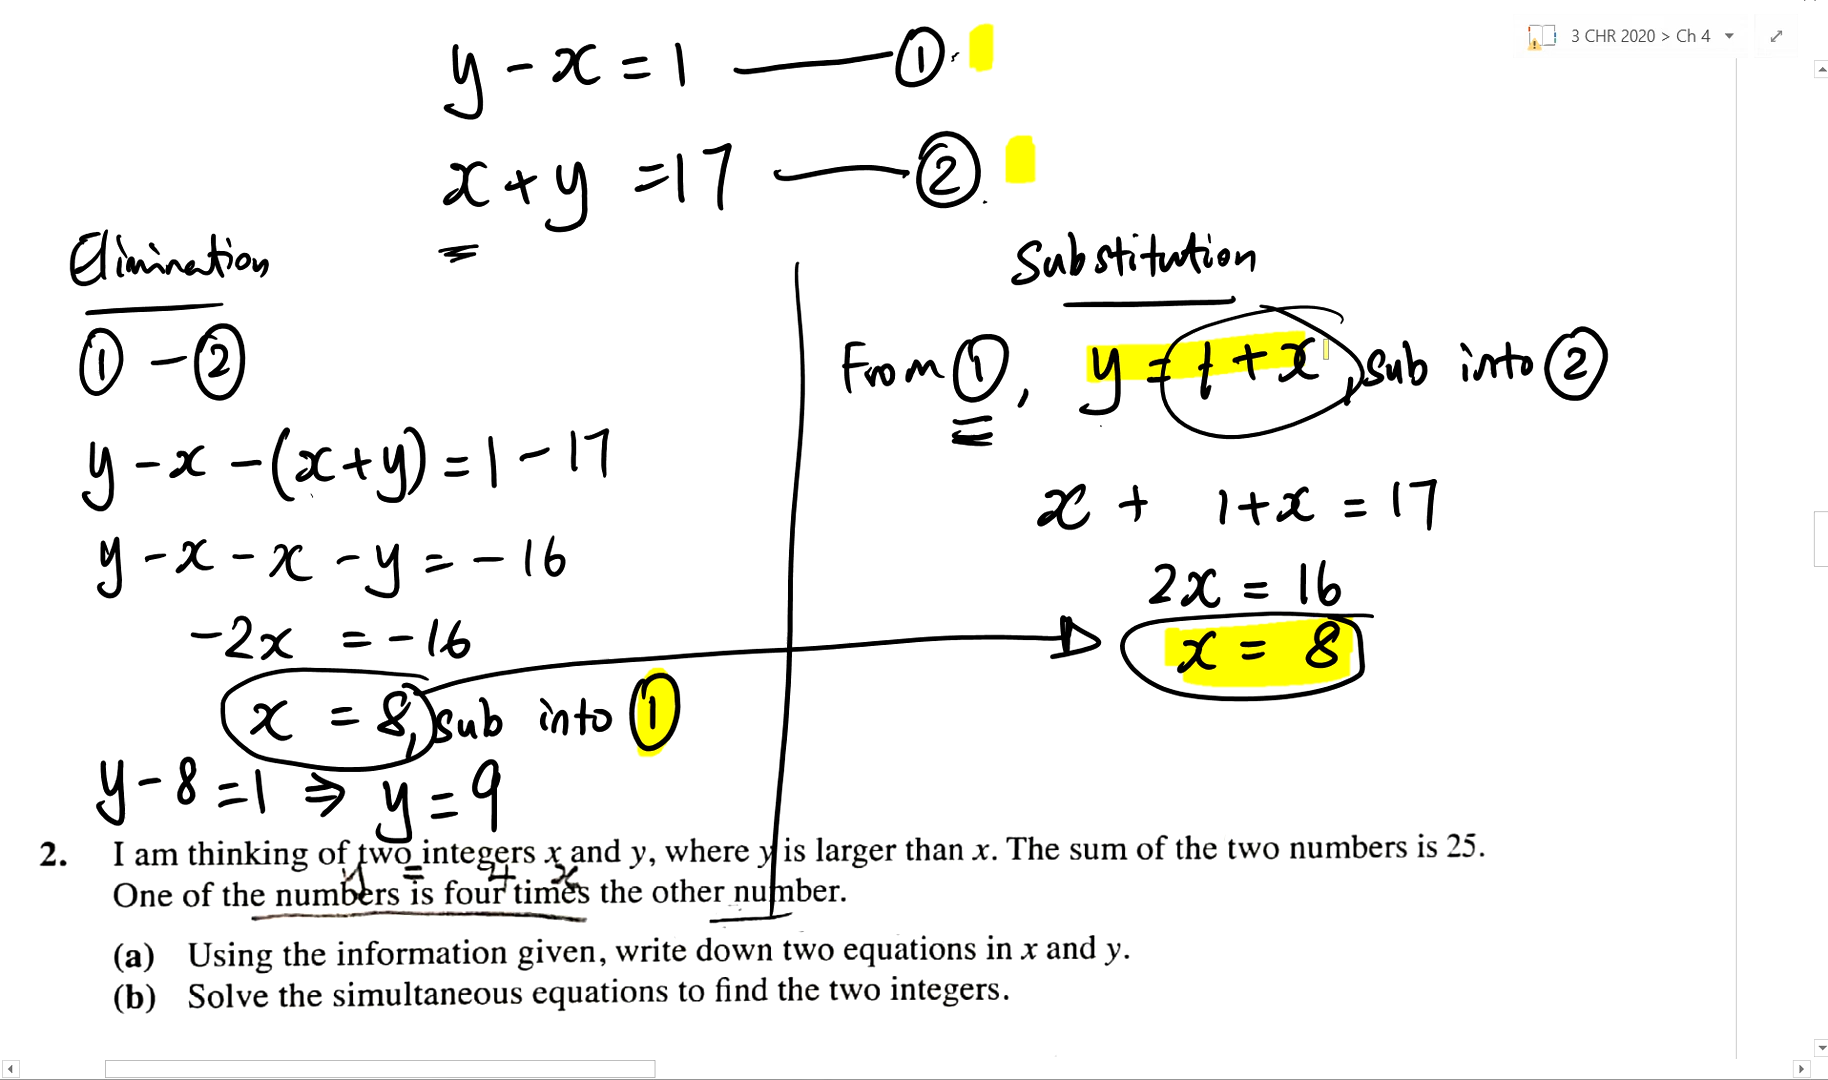 3 CHR 2020 > Ch 4
y - x = 1 —— ①
x + y = 17 —— ②
Elimination
① - ②
y - x - (x + y) = 1 - 17
y - x - x - y = - 16
-2x = -16
x = 8, sub into ①
y - 8 = 1 ⇒ y = 9
Substitution
From ①, y = 1 + x, sub into ②
x + 1 + x = 17
2x = 16
x = 8
2. I am thinking of two integers x and y, where y is larger than x. The sum of the two numbers is 25.
y = 4 x
One of the numbers is four times the other number.
(a) Using the information given, write down two equations in x and y.
(b) Solve the simultaneous equations to find the two integers.